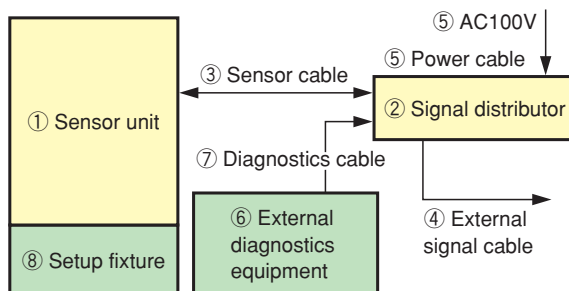 ⑤ AC100V
⑤ Power cable
③ Sensor cable
① Sensor unit
② Signal distributor
⑦ Diagnostics cable
⑥ External
diagnostics
equipment
④ External
signal cable
⑧ Setup fixture